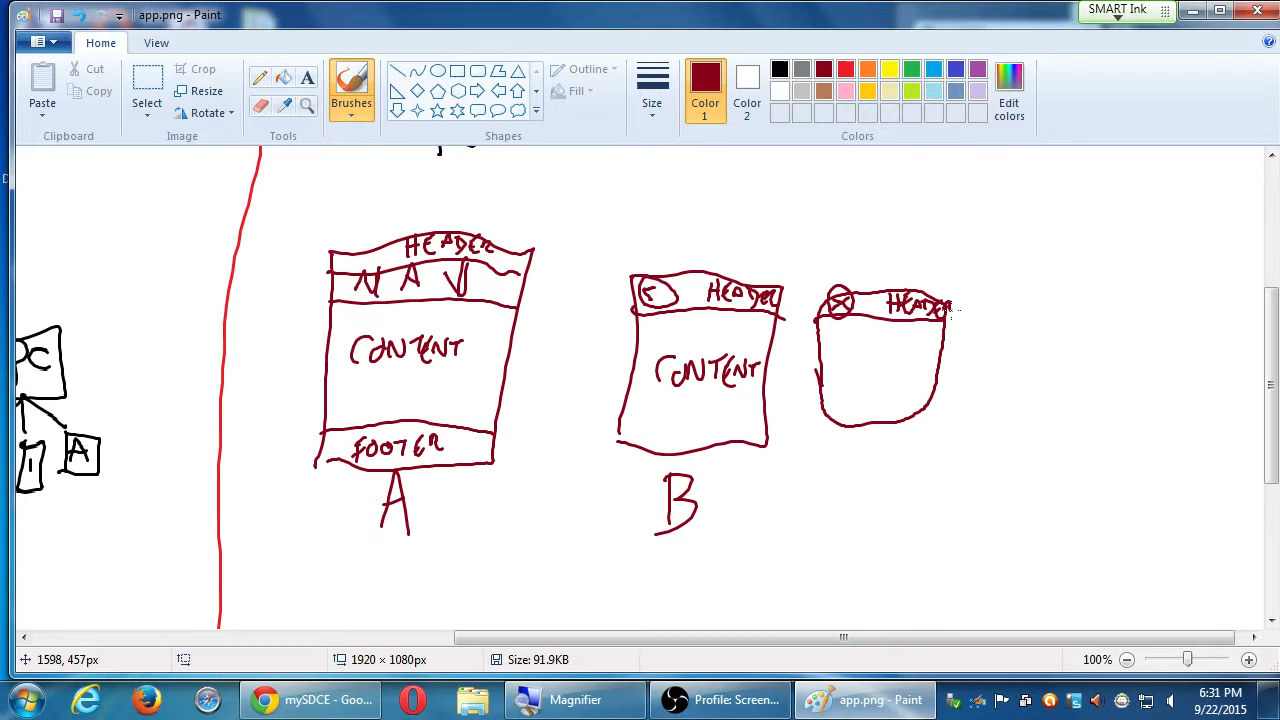 app.png - Paint
SMART Ink
Home
View
Paste
Cut
Copy
Clipboard
Select
Crop
Resize
Rotate
Image
A
Tools
Brushes
Outline
Fill
Shapes
Size
Color 1
Color 2
Edit colors
Colors
HEADER
NAV
CONTENT
FOOTER
A
HEADER
CONTENT
B
X
HEADER
C
A
1598, 457px
1920 × 1080px
Size: 91.9KB
100%
mySDCE - Goo...
Magnifier
Profile: Screen...
app.png - Paint
6:31 PM
9/22/2015